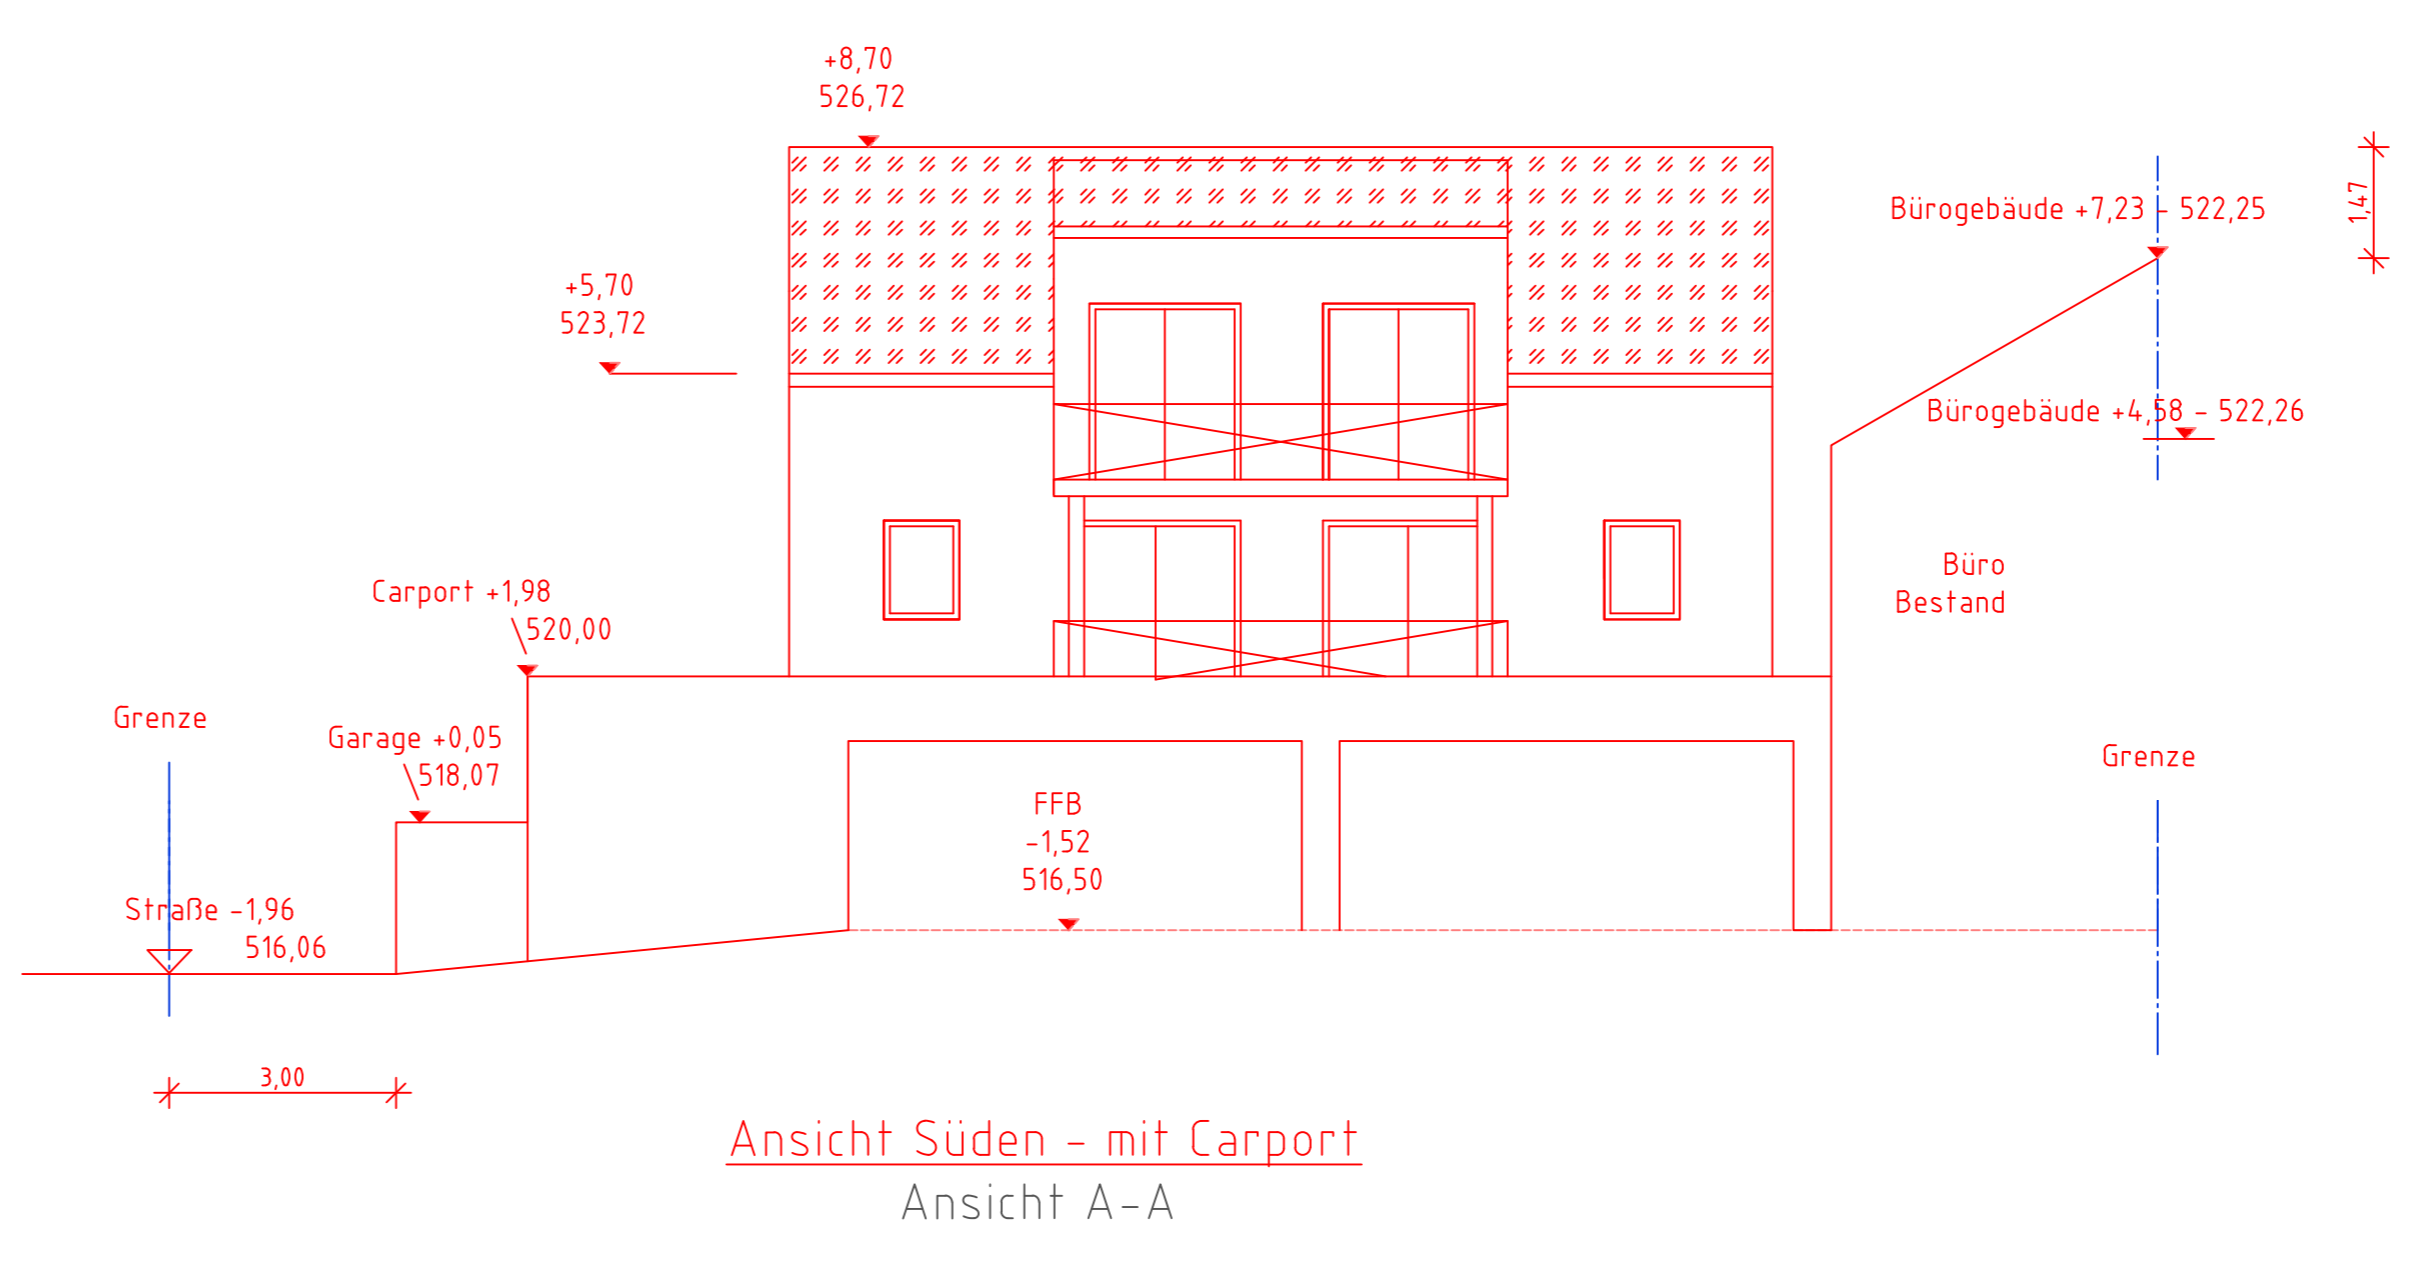 +8,70
526,72
Bürogebäude +7,23 - 522,25
1,47
+5,70
523,72
Bürogebäude +4,58 - 522,26
Büro
Bestand
Carport +1,98
520,00
Grenze
Garage +0,05
518,07
Grenze
FFB
-1,52
516,50
Straße -1,96
516,06
3,00
Ansicht Süden - mit Carport
Ansicht A-A